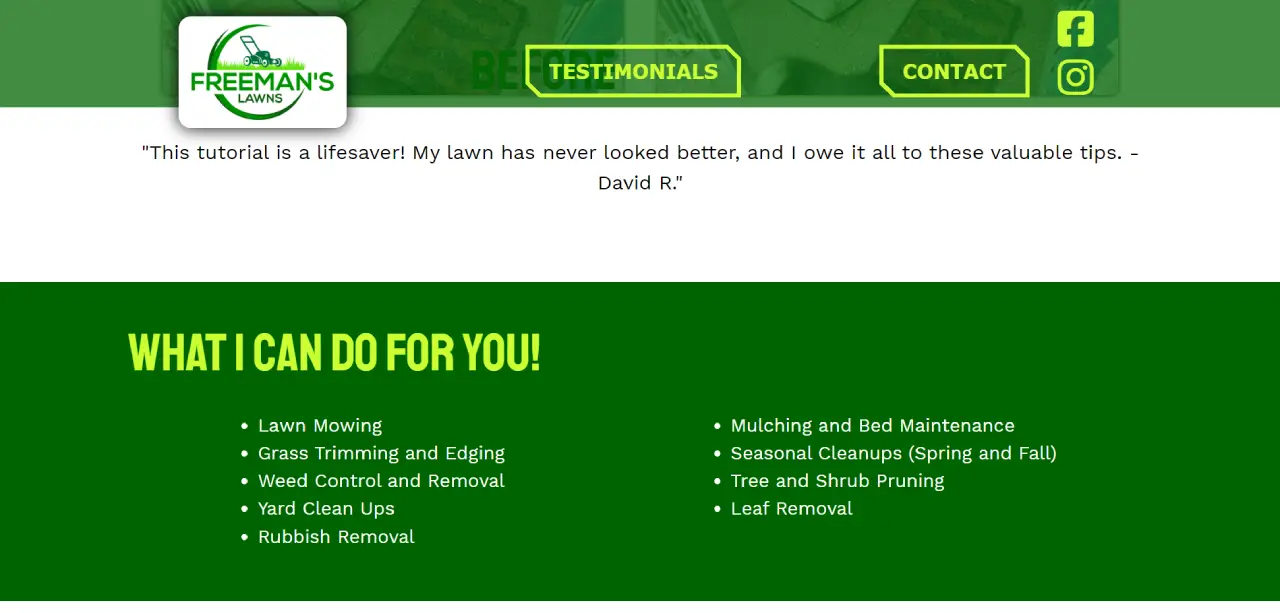 FREEMAN'S
LAWNS
BEFORE
TESTIMONIALS
CONTACT
"This tutorial is a lifesaver! My lawn has never looked better, and I owe it all to these valuable tips. -
David R."
WHAT I CAN DO FOR YOU!
• Lawn Mowing
• Grass Trimming and Edging
• Weed Control and Removal
• Yard Clean Ups
• Rubbish Removal
• Mulching and Bed Maintenance
• Seasonal Cleanups (Spring and Fall)
• Tree and Shrub Pruning
• Leaf Removal